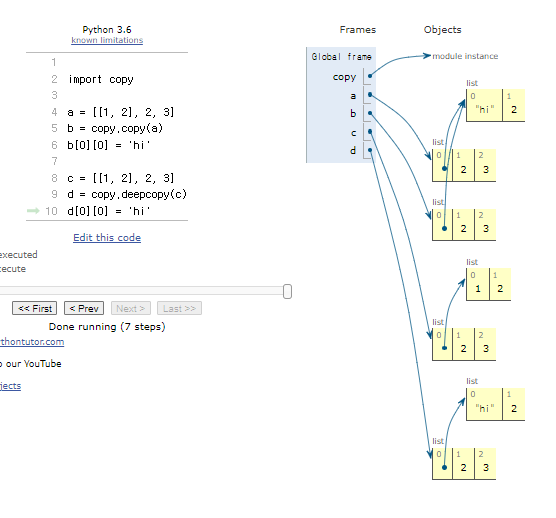 Python 3.6
known limitations
1
2 import copy
3
4 a = [[1, 2], 2, 3]
5 b = copy.copy(a)
6 b[0][0] = 'hi'
7
8 c = [[1, 2], 2, 3]
9 d = copy.deepcopy(c)
10 d[0][0] = 'hi'
Edit this code
executed
ecute
<< First < Prev Next > Last >>
Done running (7 steps)
thontutor.com
o our YouTube
jects
Frames Objects
Global frame
copy
a
b
c
d
module instance
list
0 1
"hi" 2
list
0 1 2
2 3
list
0 1 2
2 3
list
0 1
1 2
list
0 1 2
2 3
list
0 1
"hi" 2
list
0 1 2
2 3